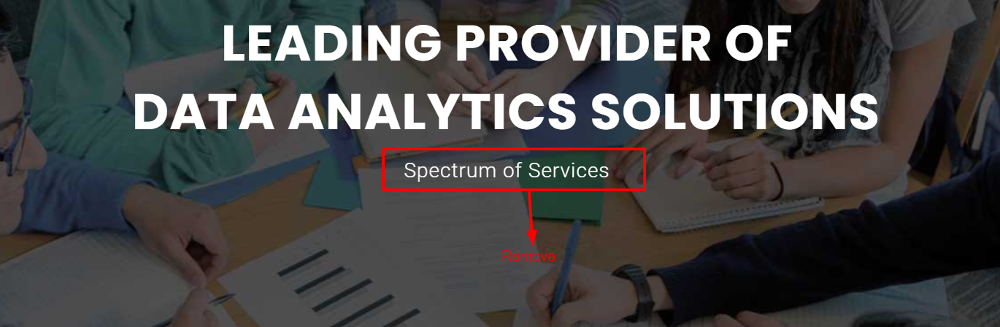 LEADING PROVIDER OF
DATA ANALYTICS SOLUTIONS
Spectrum of Services
Remove